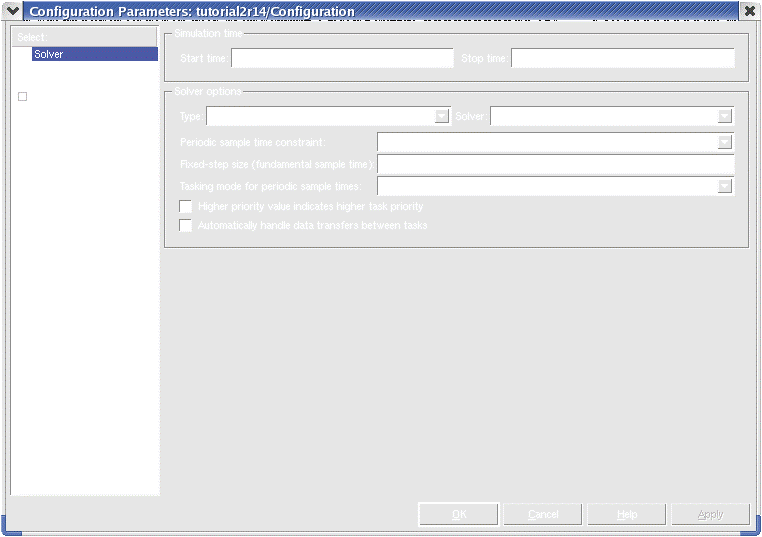 Configuration Parameters: tutorial2r14/Configuration
Select:
Solver
Simulation time
Start time:
Stop time:
Solver options
Type:
Solver:
Periodic sample time constraint:
Fixed-step size (fundamental sample time):
Tasking mode for periodic sample times:
Higher priority value indicates higher task priority
Automatically handle data transfers between tasks
OK
Cancel
Help
Apply